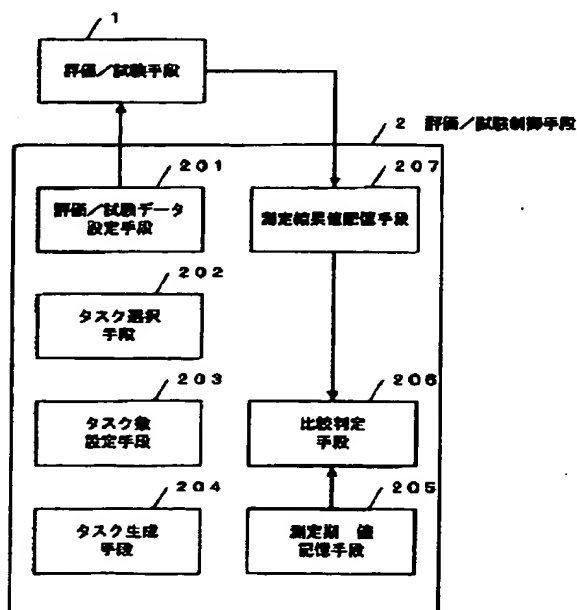 1
評価／試験手段
2 評価／試験制御手段
201
評価／試験データ
設定手段
207
測定結果値記憶手段
202
タスク選択
手段
203
タスク数
設定手段
206
比較判定
手段
204
タスク生成
手段
205
測定期 値
記憶手段